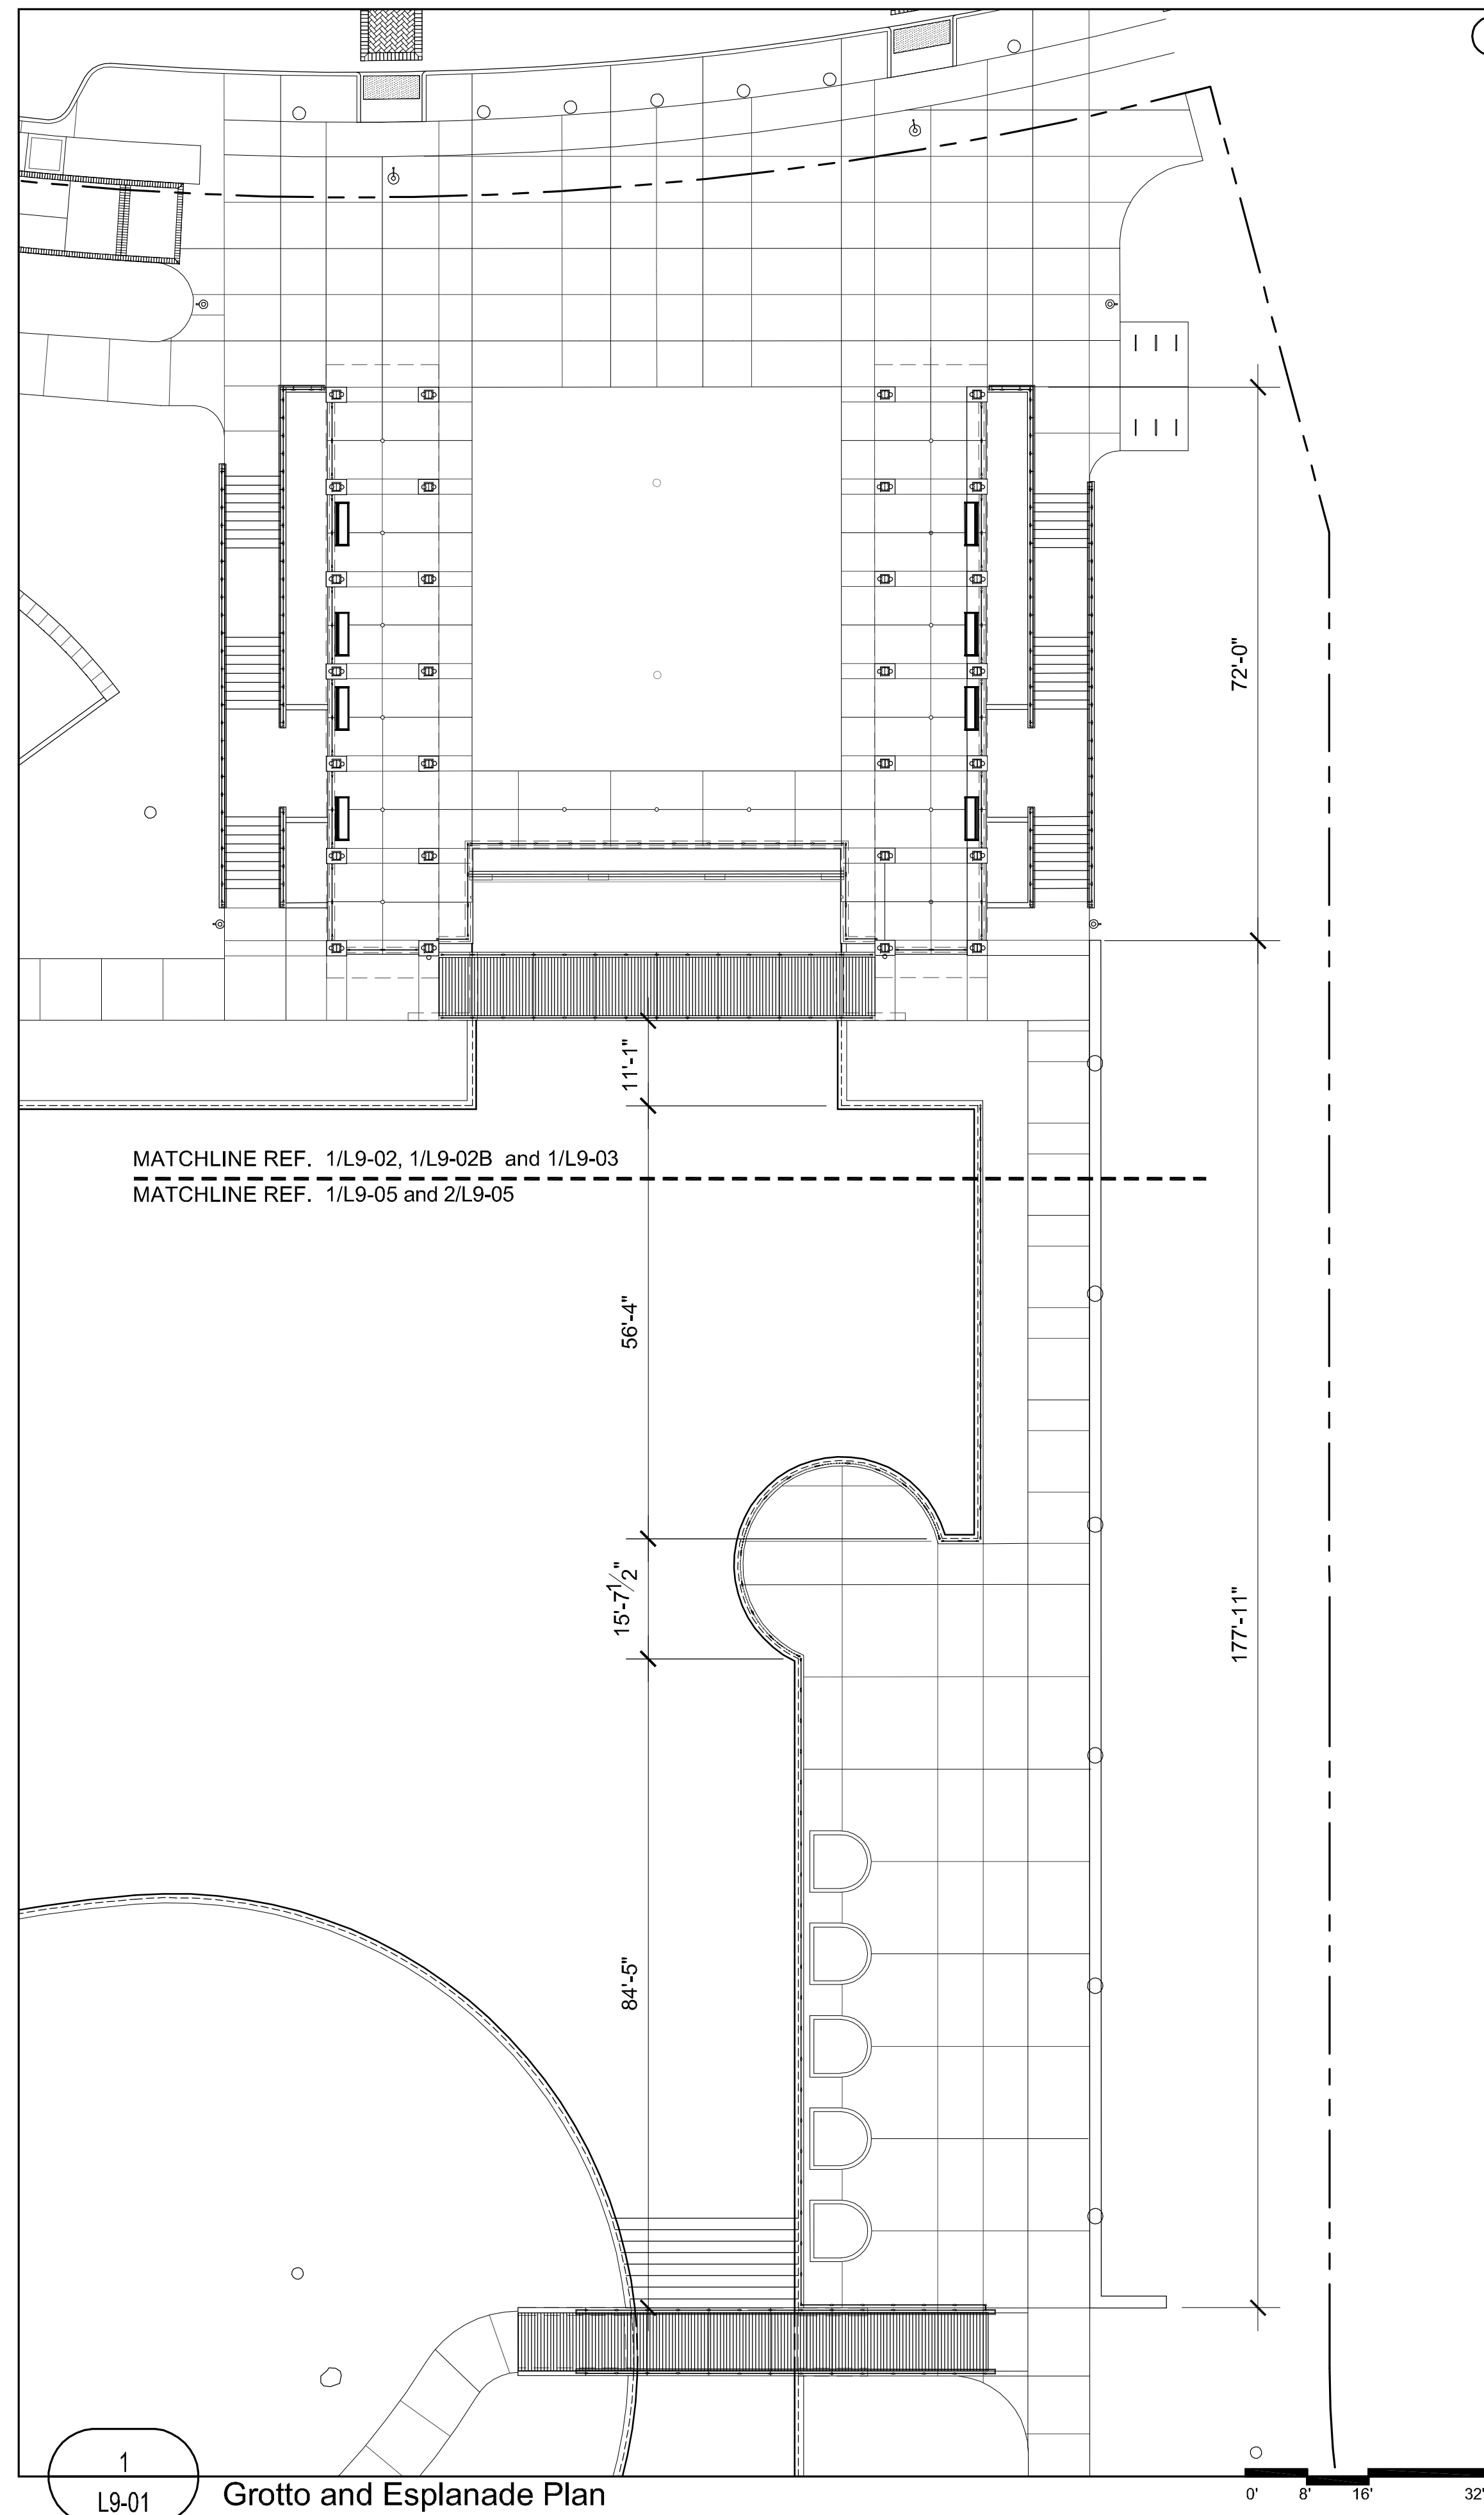 72'-0"
11'-1"
MATCHLINE REF. 1/L9-02, 1/L9-02B and 1/L9-03
MATCHLINE REF. 1/L9-05 and 2/L9-05
56'-4"
15'-7½"
177'-11"
84'-5"
1
L9-01
Grotto and Esplanade Plan
0' 8' 16' 32'